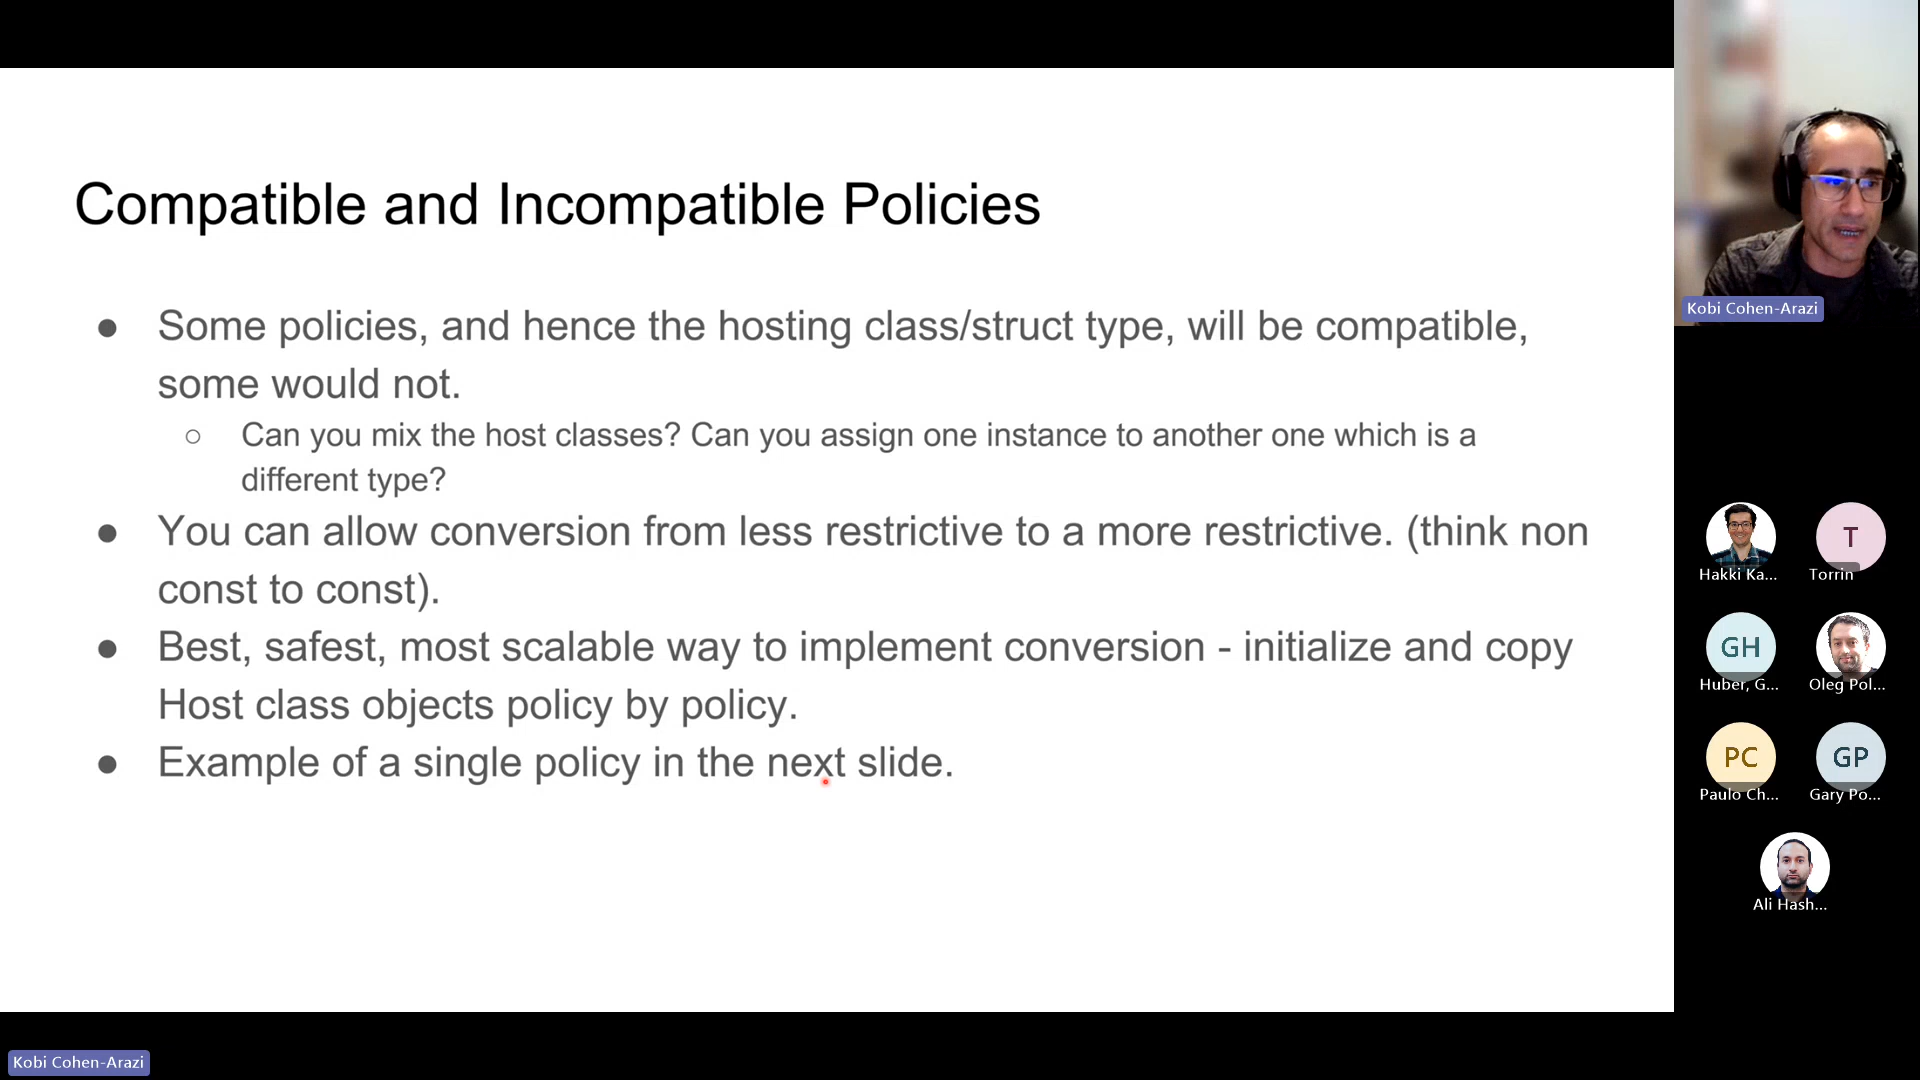 Compatible and Incompatible Policies
● Some policies, and hence the hosting class/struct type, will be compatible,
some would not.
○ Can you mix the host classes? Can you assign one instance to another one which is a
different type?
● You can allow conversion from less restrictive to a more restrictive. (think non
const to const).
● Best, safest, most scalable way to implement conversion - initialize and copy
Host class objects policy by policy.
● Example of a single policy in the next slide.
Kobi Cohen-Arazi
Hakki Ka...
T
Torrin
GH
Huber, G...
Oleg Pol...
PC
Paulo Ch...
GP
Gary Po...
Ali Hash...
Kobi Cohen-Arazi